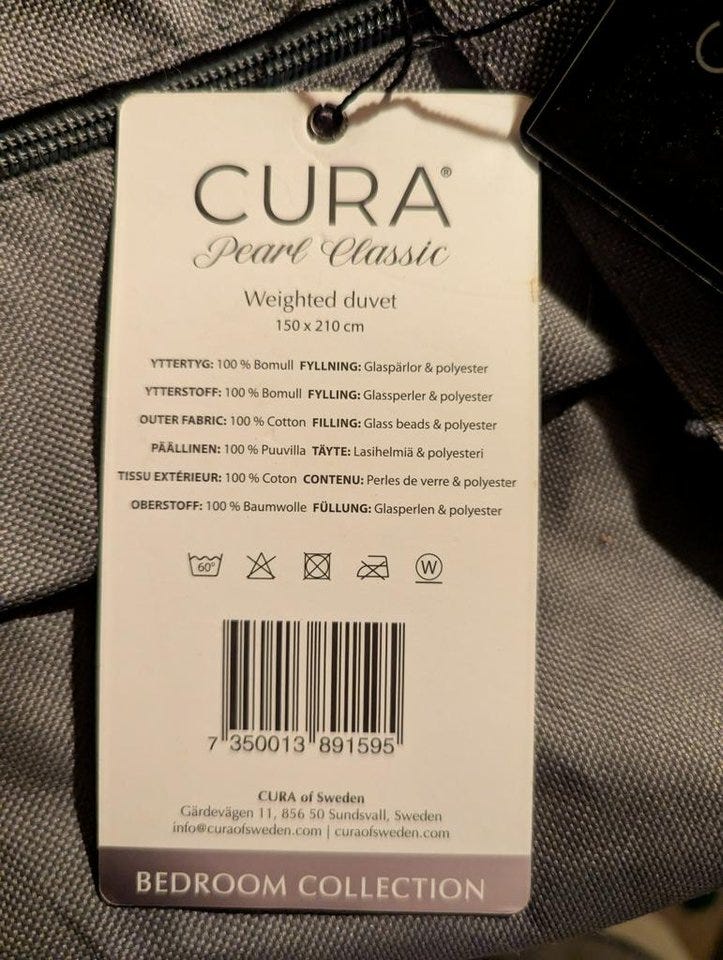 CURA®
Pearl Classic
Weighted duvet
150 x 210 cm
YTTERTYG: 100 % Bomull FYLLNING: Glaspärlor & polyester
YTTERSTOFF: 100 % Bomull FYLLING: Glassperler & polyester
OUTER FABRIC: 100 % Cotton FILLING: Glass beads & polyester
PÄÄLLINEN: 100 % Puuvilla TÄYTE: Lasihelmiä & polyesteri
TISSU EXTÉRIEUR: 100 % Coton CONTENU: Perles de verre & polyester
OBERSTOFF: 100 % Baumwolle FÜLLUNG: Glasperlen & polyester
60° W
7 350013 891595
CURA of Sweden
Gärdevägen 11, 856 50 Sundsvall, Sweden
info@curaofsweden.com | curaofsweden.com
BEDROOM COLLECTION